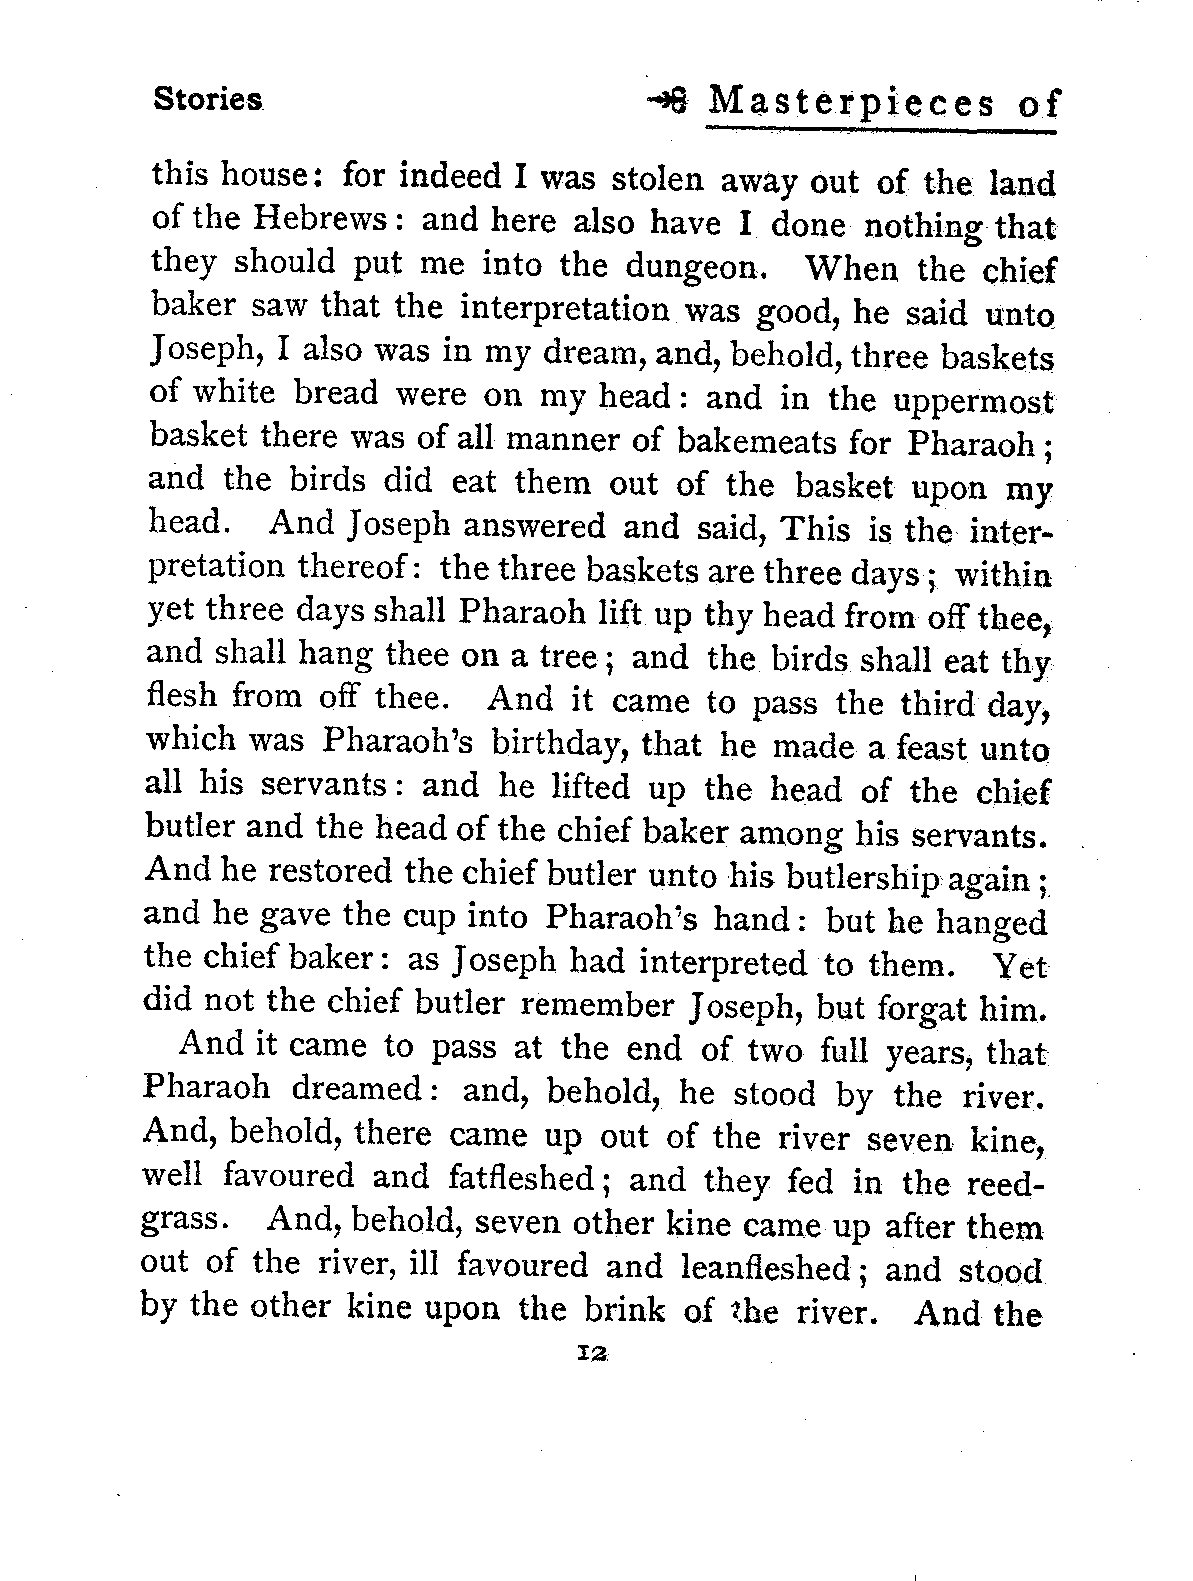 Stories Masterpieces of
this house: for indeed I was stolen away out of the land
of the Hebrews: and here also have I done nothing that
they should put me into the dungeon. When the chief
baker saw that the interpretation was good, he said unto
Joseph, I also was in my dream, and, behold, three baskets
of white bread were on my head: and in the uppermost
basket there was of all manner of bakemeats for Pharaoh;
and the birds did eat them out of the basket upon my
head. And Joseph answered and said, This is the inter-
pretation thereof: the three baskets are three days; within
yet three days shall Pharaoh lift up thy head from off thee,
and shall hang thee on a tree; and the birds shall eat thy
flesh from off thee. And it came to pass the third day,
which was Pharaoh's birthday, that he made a feast unto
all his servants: and he lifted up the head of the chief
butler and the head of the chief baker among his servants.
And he restored the chief butler unto his butlership again;
and he gave the cup into Pharaoh's hand: but he hanged
the chief baker: as Joseph had interpreted to them. Yet
did not the chief butler remember Joseph, but forgat him.
And it came to pass at the end of two full years, that
Pharaoh dreamed: and, behold, he stood by the river.
And, behold, there came up out of the river seven kine,
well favoured and fatfleshed; and they fed in the reed-
grass. And, behold, seven other kine came up after them
out of the river, ill favoured and leanfleshed; and stood
by the other kine upon the brink of the river. And the
12